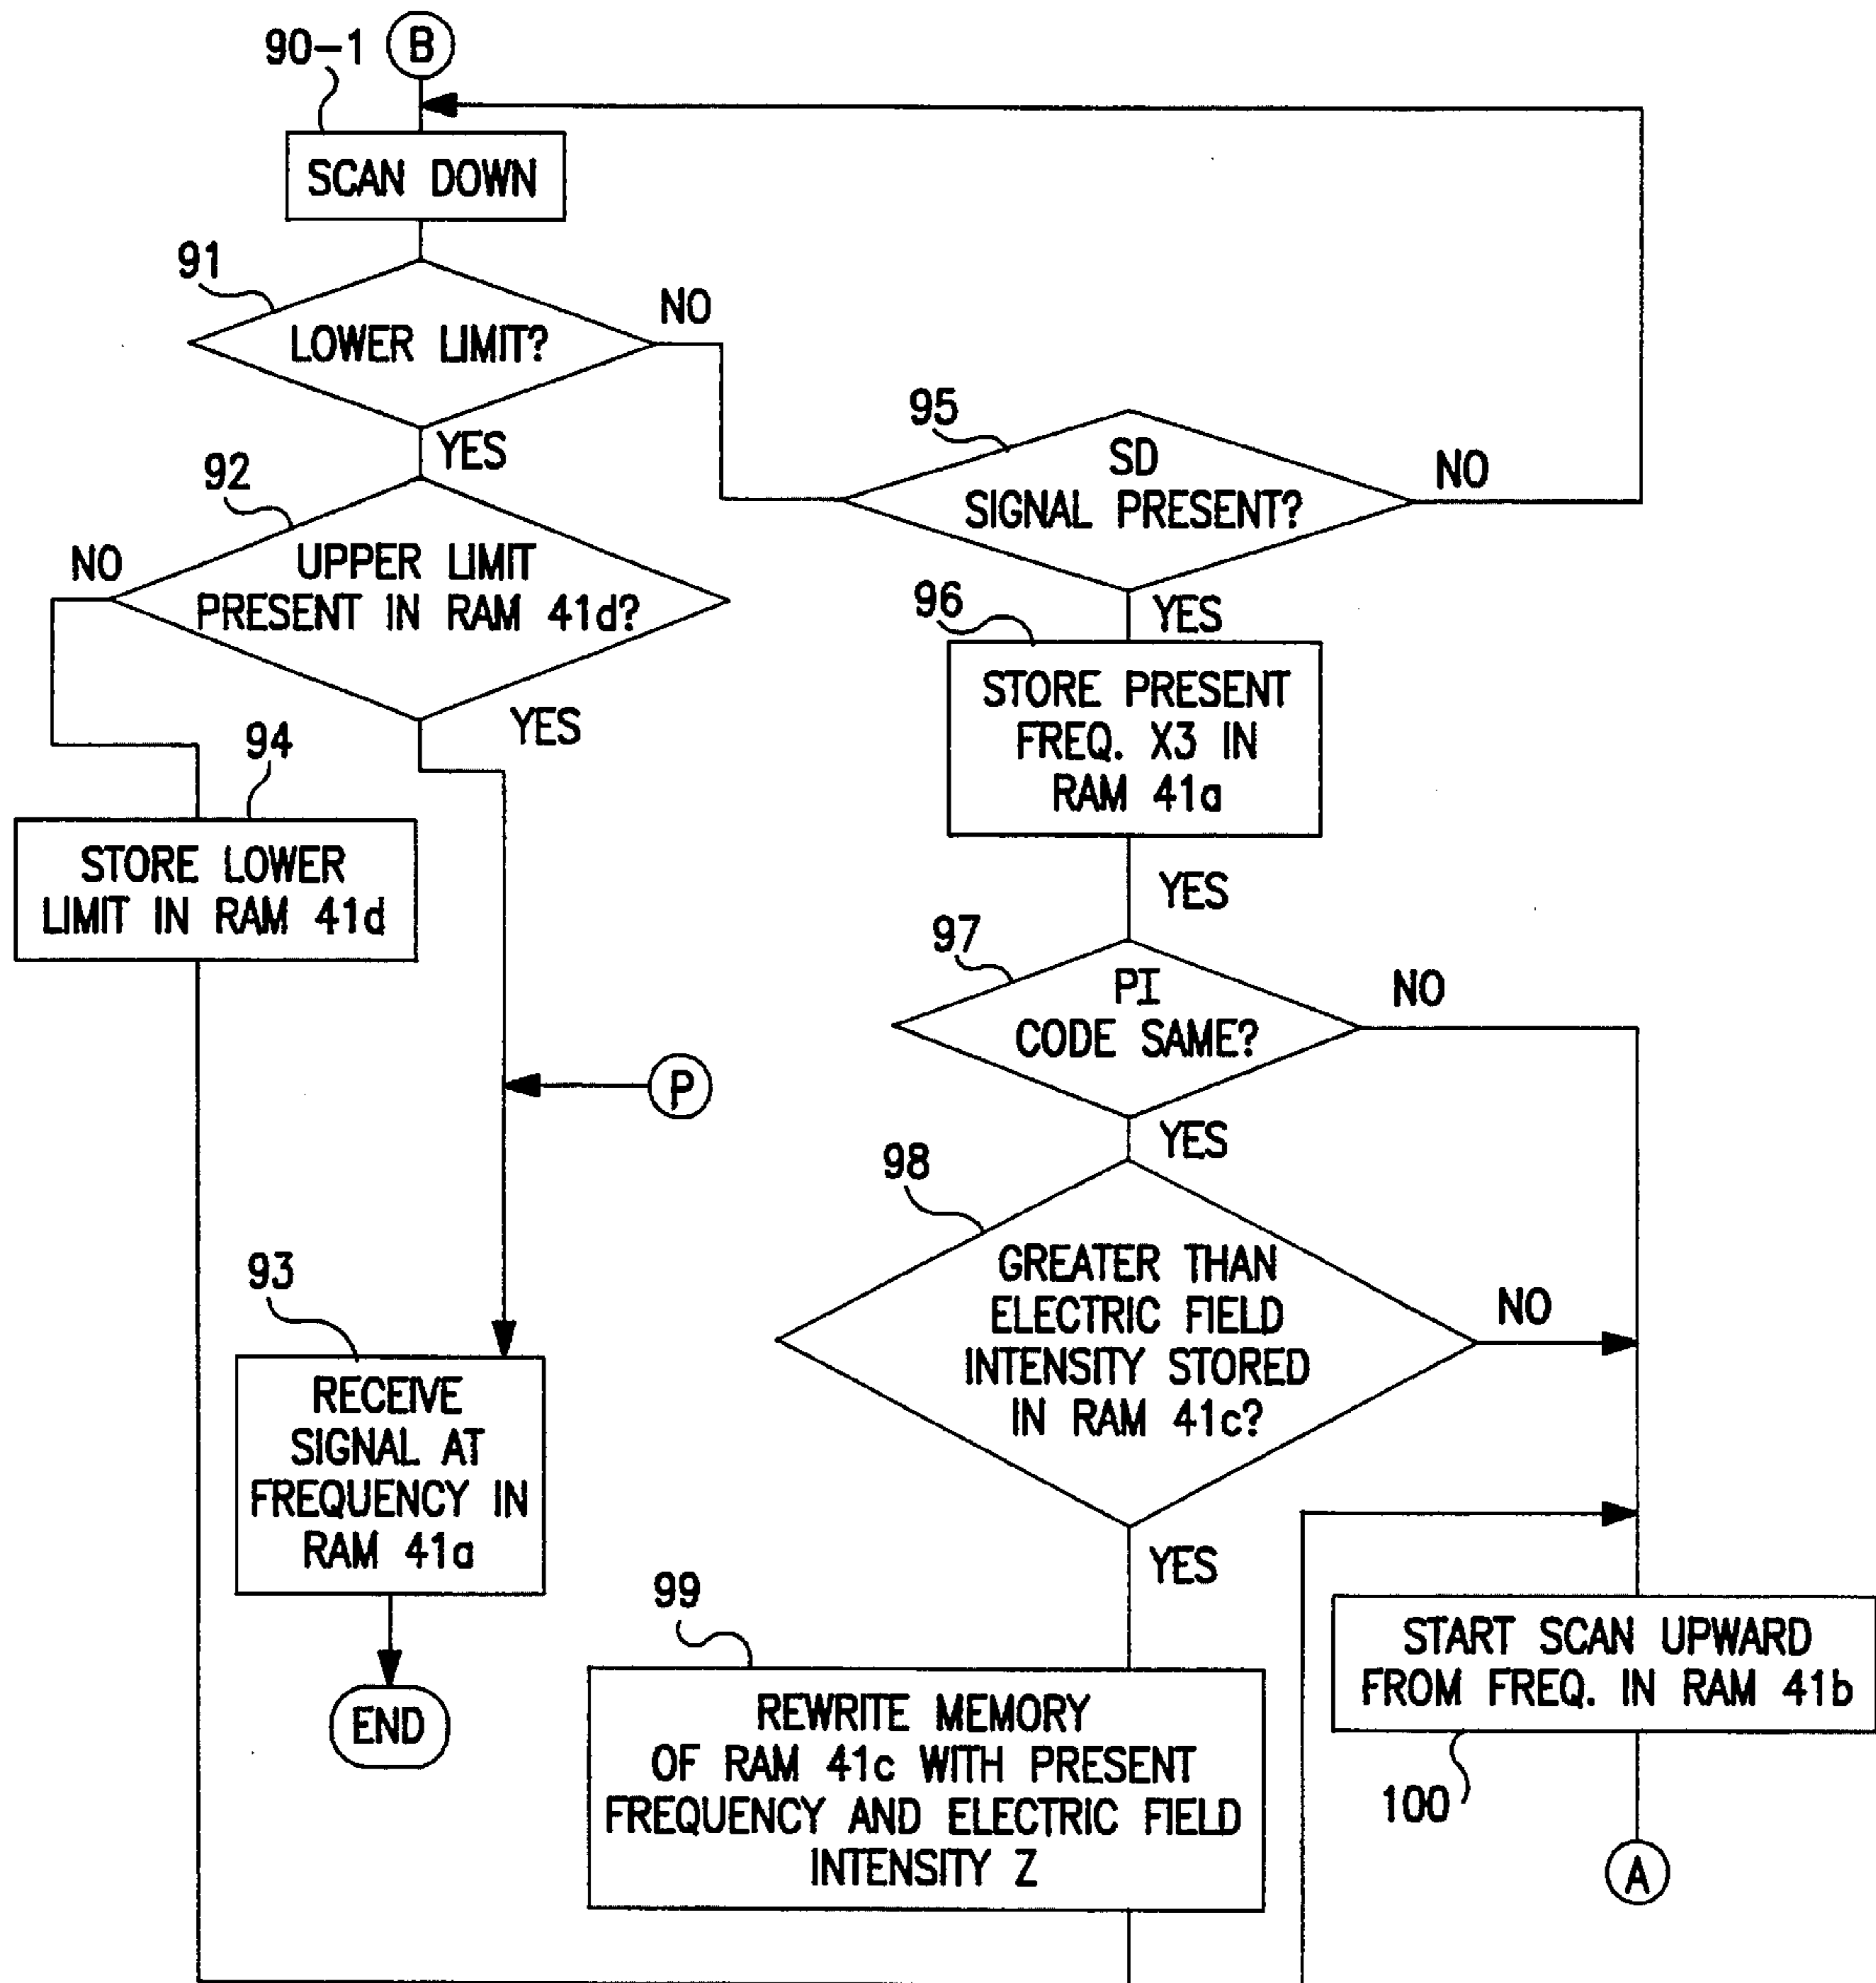 90-1
B
SCAN DOWN
91
LOWER LIMIT?
NO
YES
92
NO
UPPER LIMIT
PRESENT IN RAM 41d?
YES
94
STORE LOWER
LIMIT IN RAM 41d
P
93
RECEIVE
SIGNAL AT
FREQUENCY IN
RAM 41a
END
95
SD
SIGNAL PRESENT?
NO
YES
96
STORE PRESENT
FREQ. X3 IN
RAM 41a
YES
97
PI
CODE SAME?
NO
YES
98
GREATER THAN
ELECTRIC FIELD
INTENSITY STORED
IN RAM 41c?
NO
YES
99
REWRITE MEMORY
OF RAM 41c WITH PRESENT
FREQUENCY AND ELECTRIC FIELD
INTENSITY Z
START SCAN UPWARD
FROM FREQ. IN RAM 41b
100
A